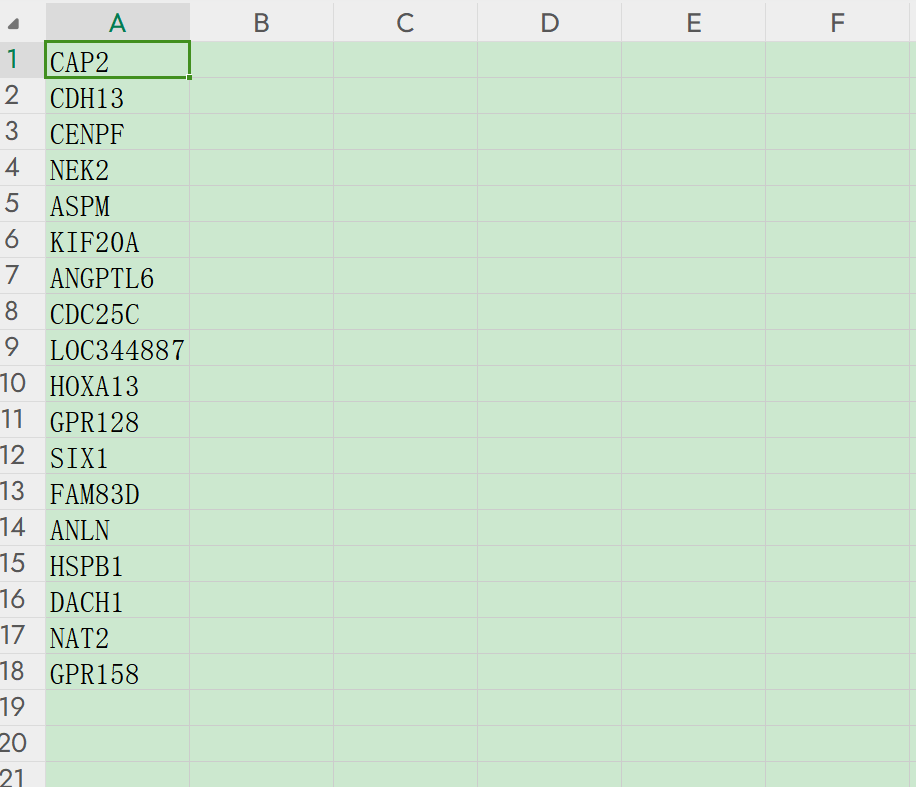 A B C D E F
1 CAP2
2 CDH13
3 CENPF
4 NEK2
5 ASPM
6 KIF20A
7 ANGPTL6
8 CDC25C
9 LOC344887
10 HOXA13
11 GPR128
12 SIX1
13 FAM83D
14 ANLN
15 HSPB1
16 DACH1
17 NAT2
18 GPR158
19
20
21